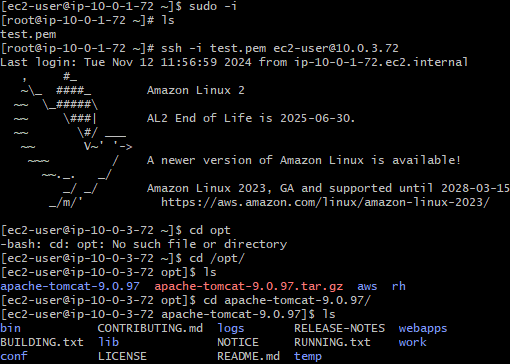 [ec2-user@ip-10-0-1-72 ~]$ sudo -i
[root@ip-10-0-1-72 ~]# ls
test.pem
[root@ip-10-0-1-72 ~]# ssh -i test.pem ec2-user@10.0.3.72
Last login: Tue Nov 12 11:56:59 2024 from ip-10-0-1-72.ec2.internal
   ,     #_
   ~\_  ####_        Amazon Linux 2
  ~~  \_#####\
  ~~     \###|       AL2 End of Life is 2025-06-30.
  ~~       \#/ ___
   ~~       V~' '->
    ~~~         /    A newer version of Amazon Linux is available!
      ~~._.   _/
         _/ _/       Amazon Linux 2023, GA and supported until 2028-03-15
       _/m/'           https://aws.amazon.com/linux/amazon-linux-2023/
[ec2-user@ip-10-0-3-72 ~]$ cd opt
-bash: cd: opt: No such file or directory
[ec2-user@ip-10-0-3-72 ~]$ cd /opt/
[ec2-user@ip-10-0-3-72 opt]$ ls
apache-tomcat-9.0.97  apache-tomcat-9.0.97.tar.gz  aws  rh
[ec2-user@ip-10-0-3-72 opt]$ cd apache-tomcat-9.0.97/
[ec2-user@ip-10-0-3-72 apache-tomcat-9.0.97]$ ls
bin           CONTRIBUTING.md  logs       RELEASE-NOTES  webapps
BUILDING.txt  lib              NOTICE     RUNNING.txt    work
conf          LICENSE          README.md  temp